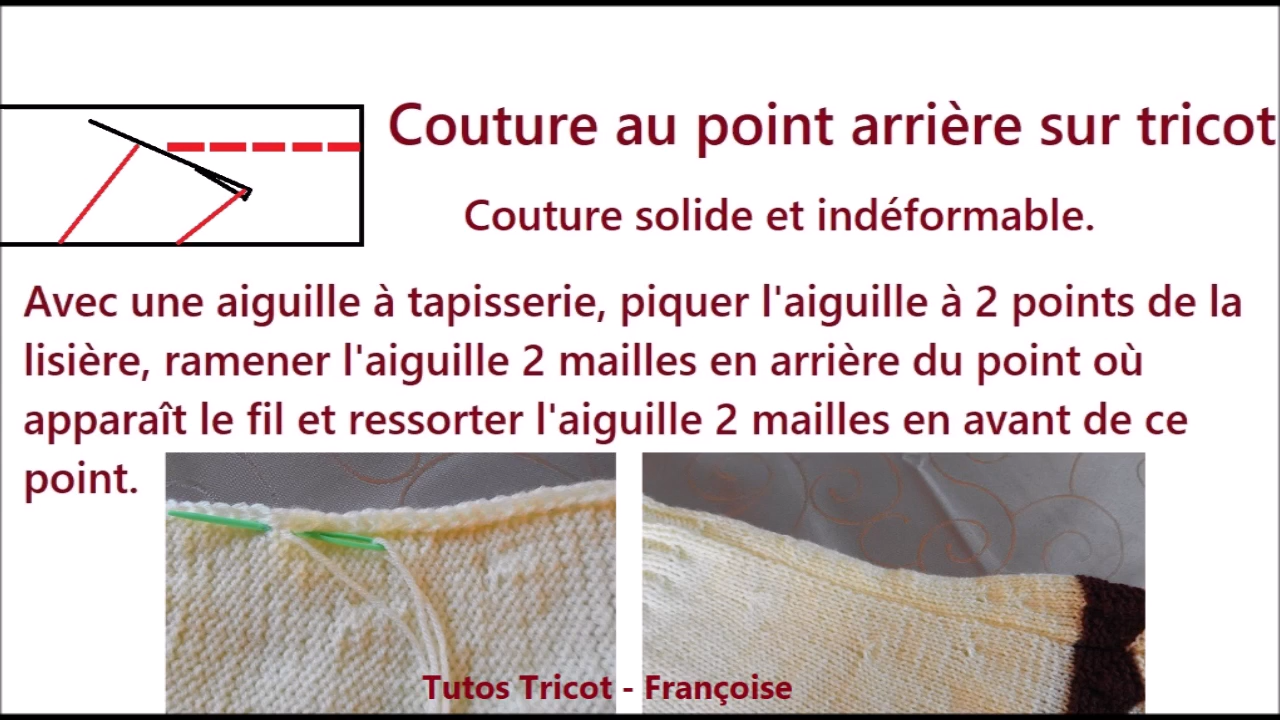 Couture au point arrière sur tricot
Couture solide et indéformable.
Avec une aiguille à tapisserie, piquer l'aiguille à 2 points de la
lisière, ramener l'aiguille 2 mailles en arrière du point où
apparaît le fil et ressorter l'aiguille 2 mailles en avant de ce
point.
Tutos Tricot - Françoise